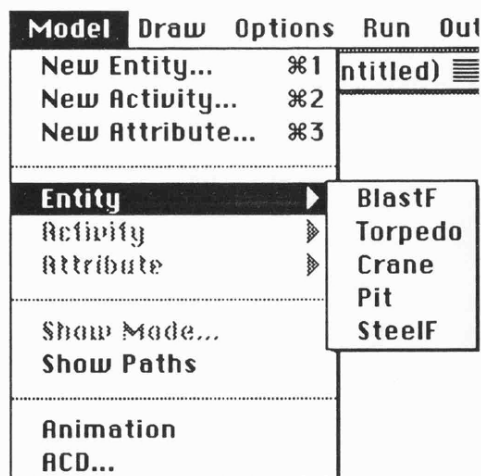 Model Draw Options Run Out
New Entity... ⌘1
ntitled)
New Activity... ⌘2
New Attribute... ⌘3
Entity
Activity
Attribute
BlastF
Torpedo
Crane
Pit
SteelF
Show Mode...
Show Paths
Animation
ACD...